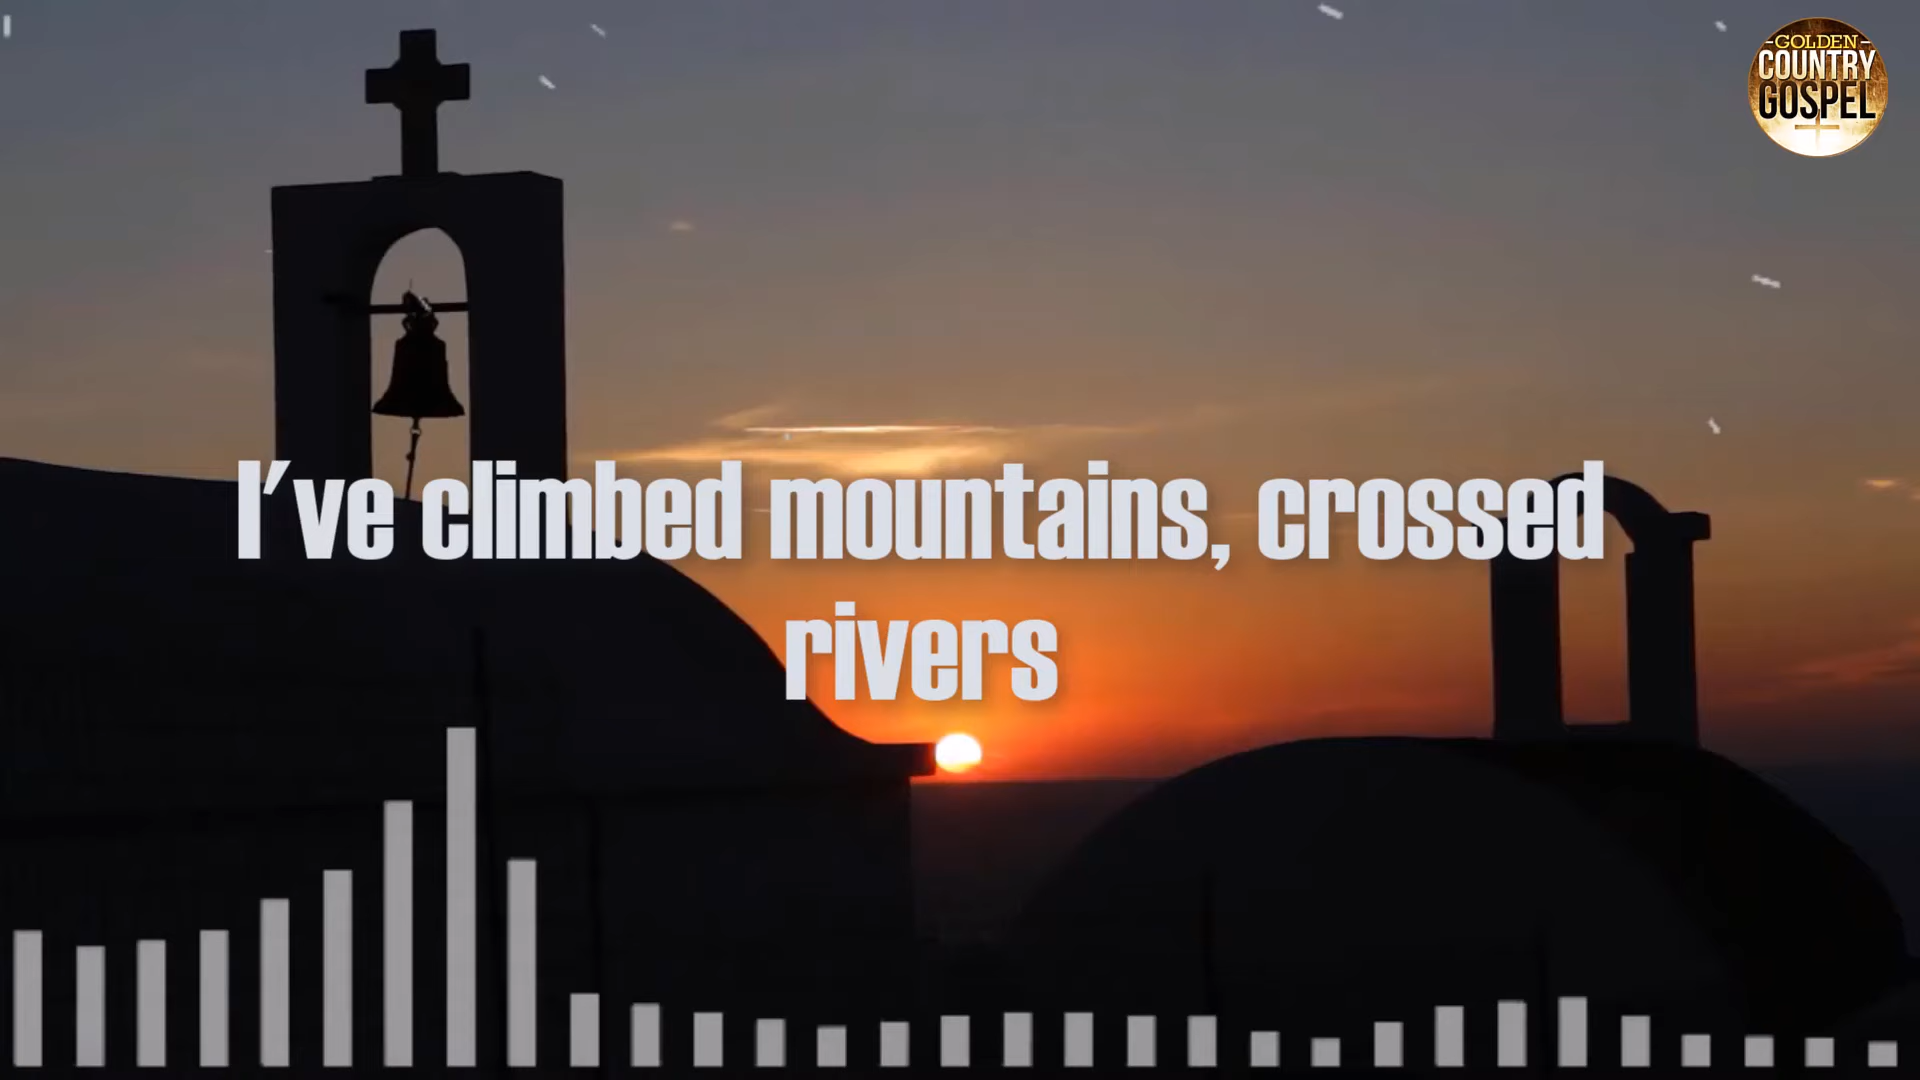 -GOLDEN-
COUNTRY
GOSPEL
I've climbed mountains, crossed
rivers